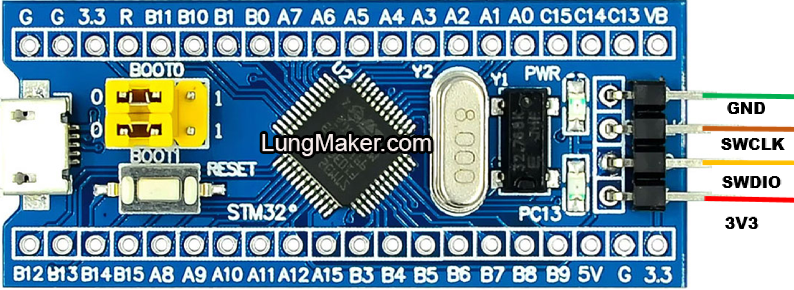 G G 3.3 R B11 B10 B1 B0 A7 A6 A5 A4 A3 A2 A1 A0 C15 C14 C13 VB
BOOT0
U2
Y2
Y1
PWR
0 1
0 1
8.000
GND
SWCLK
LungMaker.com
BOOT1
RESET
SWDIO
STM32
PC13
3V3
B12 B13 B14 B15 A8 A9 A10 A11 A12 A15 B3 B4 B5 B6 B7 B8 B9 5V G 3.3